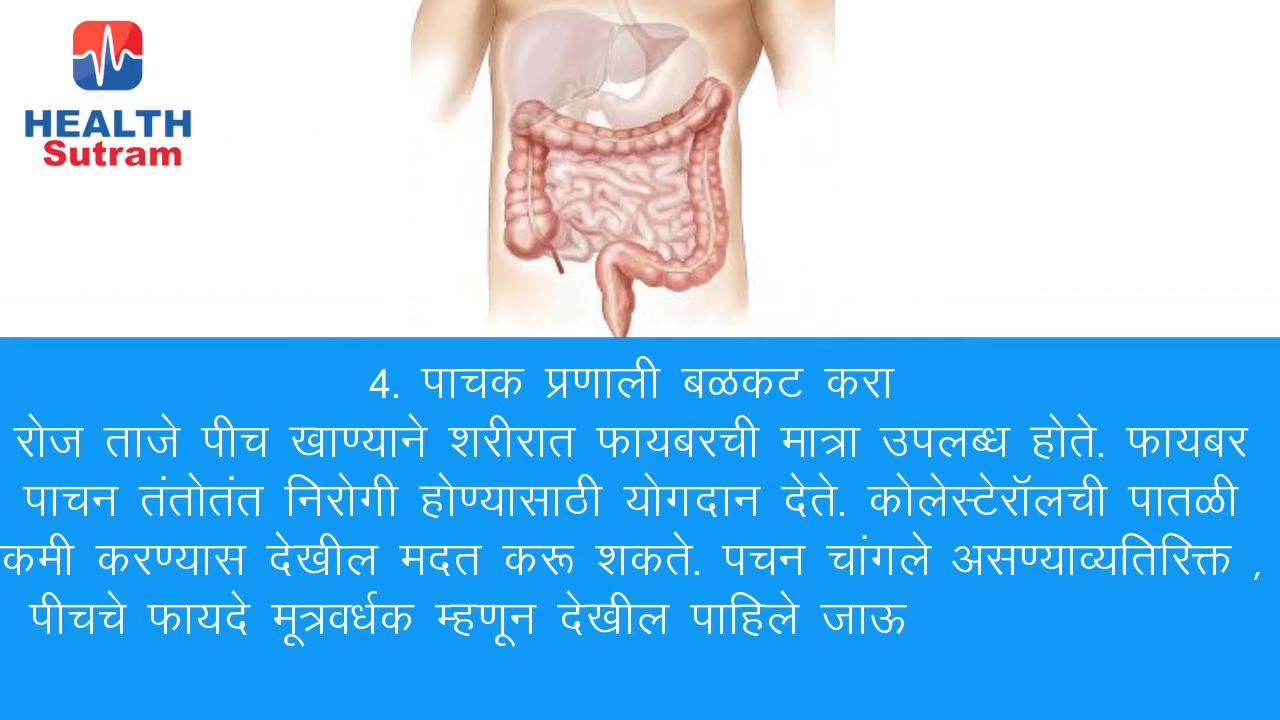 HEALTH
Sutram
4. पाचक प्रणाली बळकट करा
रोज ताजे पीच खाण्याने शरीरात फायबरची मात्रा उपलब्ध होते. फायबर
पाचन तंतोतंत निरोगी होण्यासाठी योगदान देते. कोलेस्टेरॉलची पातळी
कमी करण्यास देखील मदत करू शकते. पचन चांगले असण्याव्यतिरिक्त ,
पीचचे फायदे मूत्रवर्धक म्हणून देखील पाहिले जाऊ